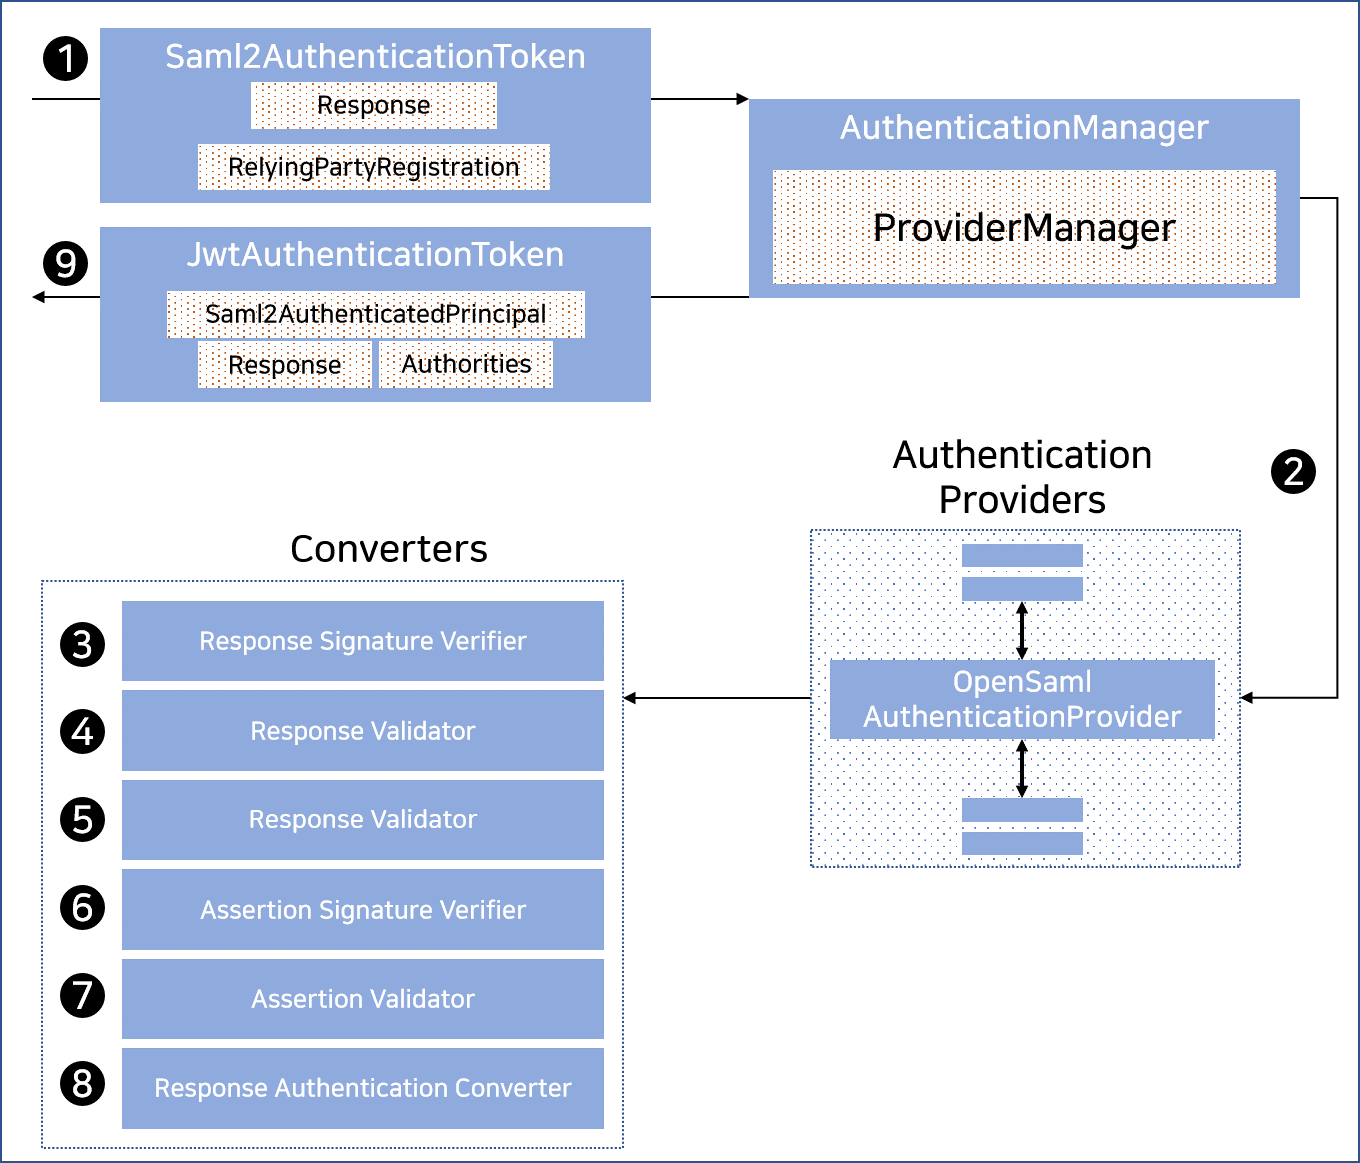 1
Saml2AuthenticationToken
Response
RelyingPartyRegistration
AuthenticationManager
ProviderManager
9
JwtAuthenticationToken
Saml2AuthenticatedPrincipal
Response
Authorities
2
Authentication
Providers
OpenSaml
AuthenticationProvider
Converters
3
Response Signature Verifier
4
Response Validator
5
Response Validator
6
Assertion Signature Verifier
7
Assertion Validator
8
Response Authentication Converter